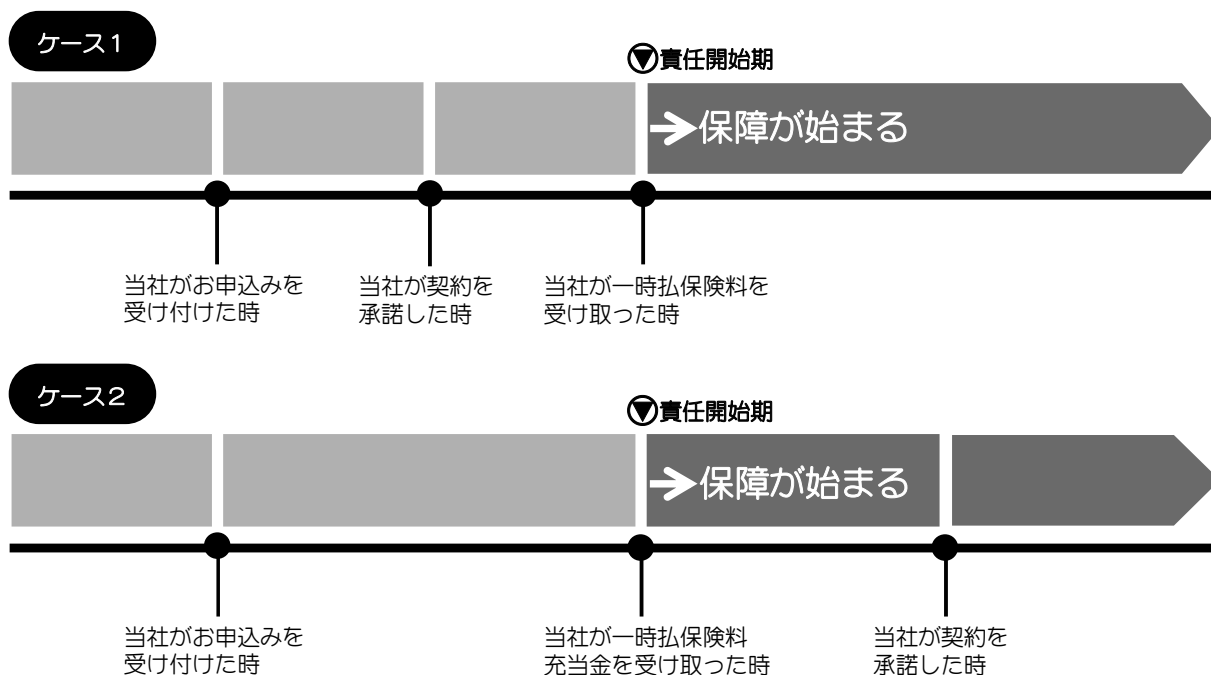 ケース1
▼責任開始期
→保障が始まる
当社がお申込みを
受け付けた時
当社が契約を
承諾した時
当社が一時払保険料を
受け取った時
ケース2
▼責任開始期
→保障が始まる
当社がお申込みを
受け付けた時
当社が一時払保険料
充当金を受け取った時
当社が契約を
承諾した時